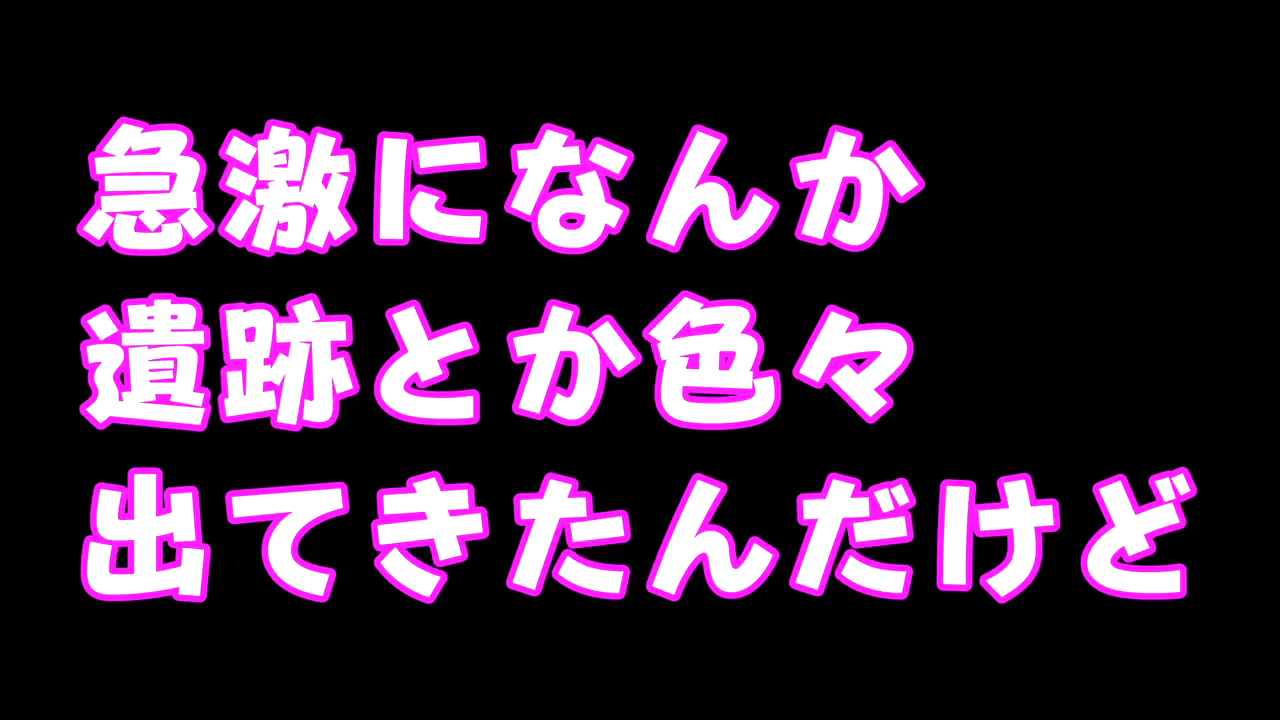 急激になんか
遺跡とか色々
出てきたんだけど